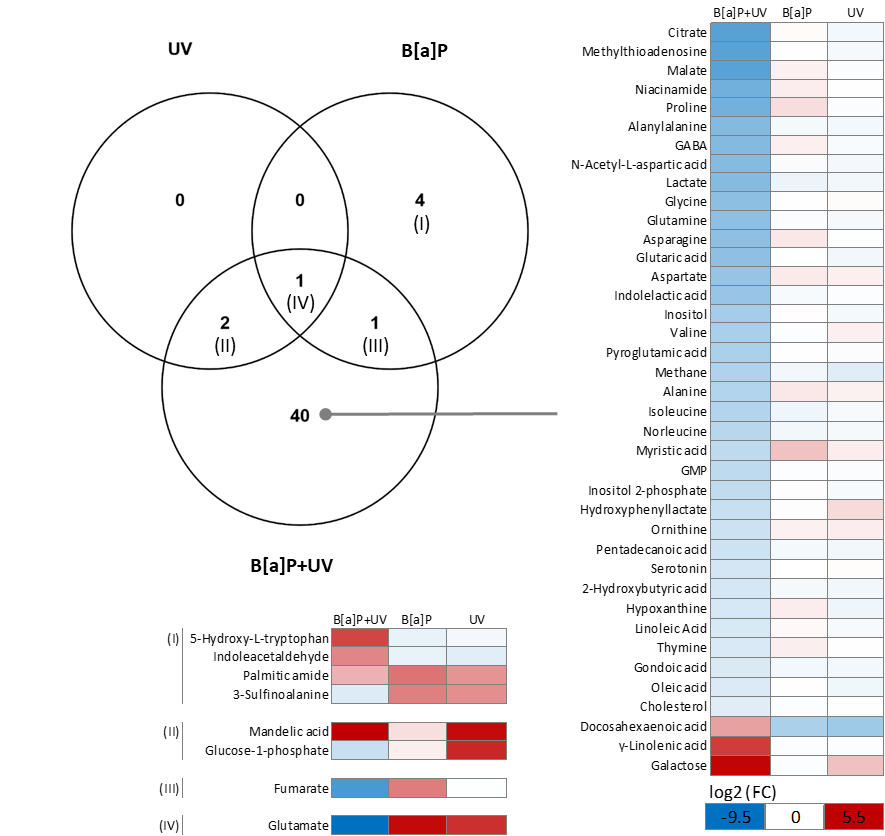 UV
B[a]P
0
0
4
(I)
1
(IV)
2
(II)
1
(III)
40
B[a]P+UV
B[a]P+UV B[a]P UV
(I) 5-Hydroxy-L-tryptophan
Indoleacetaldehyde
Palmitic amide
3-Sulfinoalanine
(II) Mandelic acid
Glucose-1-phosphate
(III) Fumarate
(IV) Glutamate
B[a]P+UV B[a]P UV
Citrate
Methylthioadenosine
Malate
Niacinamide
Proline
Alanylalanine
GABA
N-Acetyl-L-aspartic acid
Lactate
Glycine
Glutamine
Asparagine
Glutaric acid
Aspartate
Indolelactic acid
Inositol
Valine
Pyroglutamic acid
Methane
Alanine
Isoleucine
Norleucine
Myristic acid
GMP
Inositol 2-phosphate
Hydroxyphenyllactate
Ornithine
Pentadecanoic acid
Serotonin
2-Hydroxybutyric acid
Hypoxanthine
Linoleic Acid
Thymine
Gondoic acid
Oleic acid
Cholesterol
Docosahexaenoic acid
γ-Linolenic acid
Galactose
log2 (FC)
-9.5 0 5.5